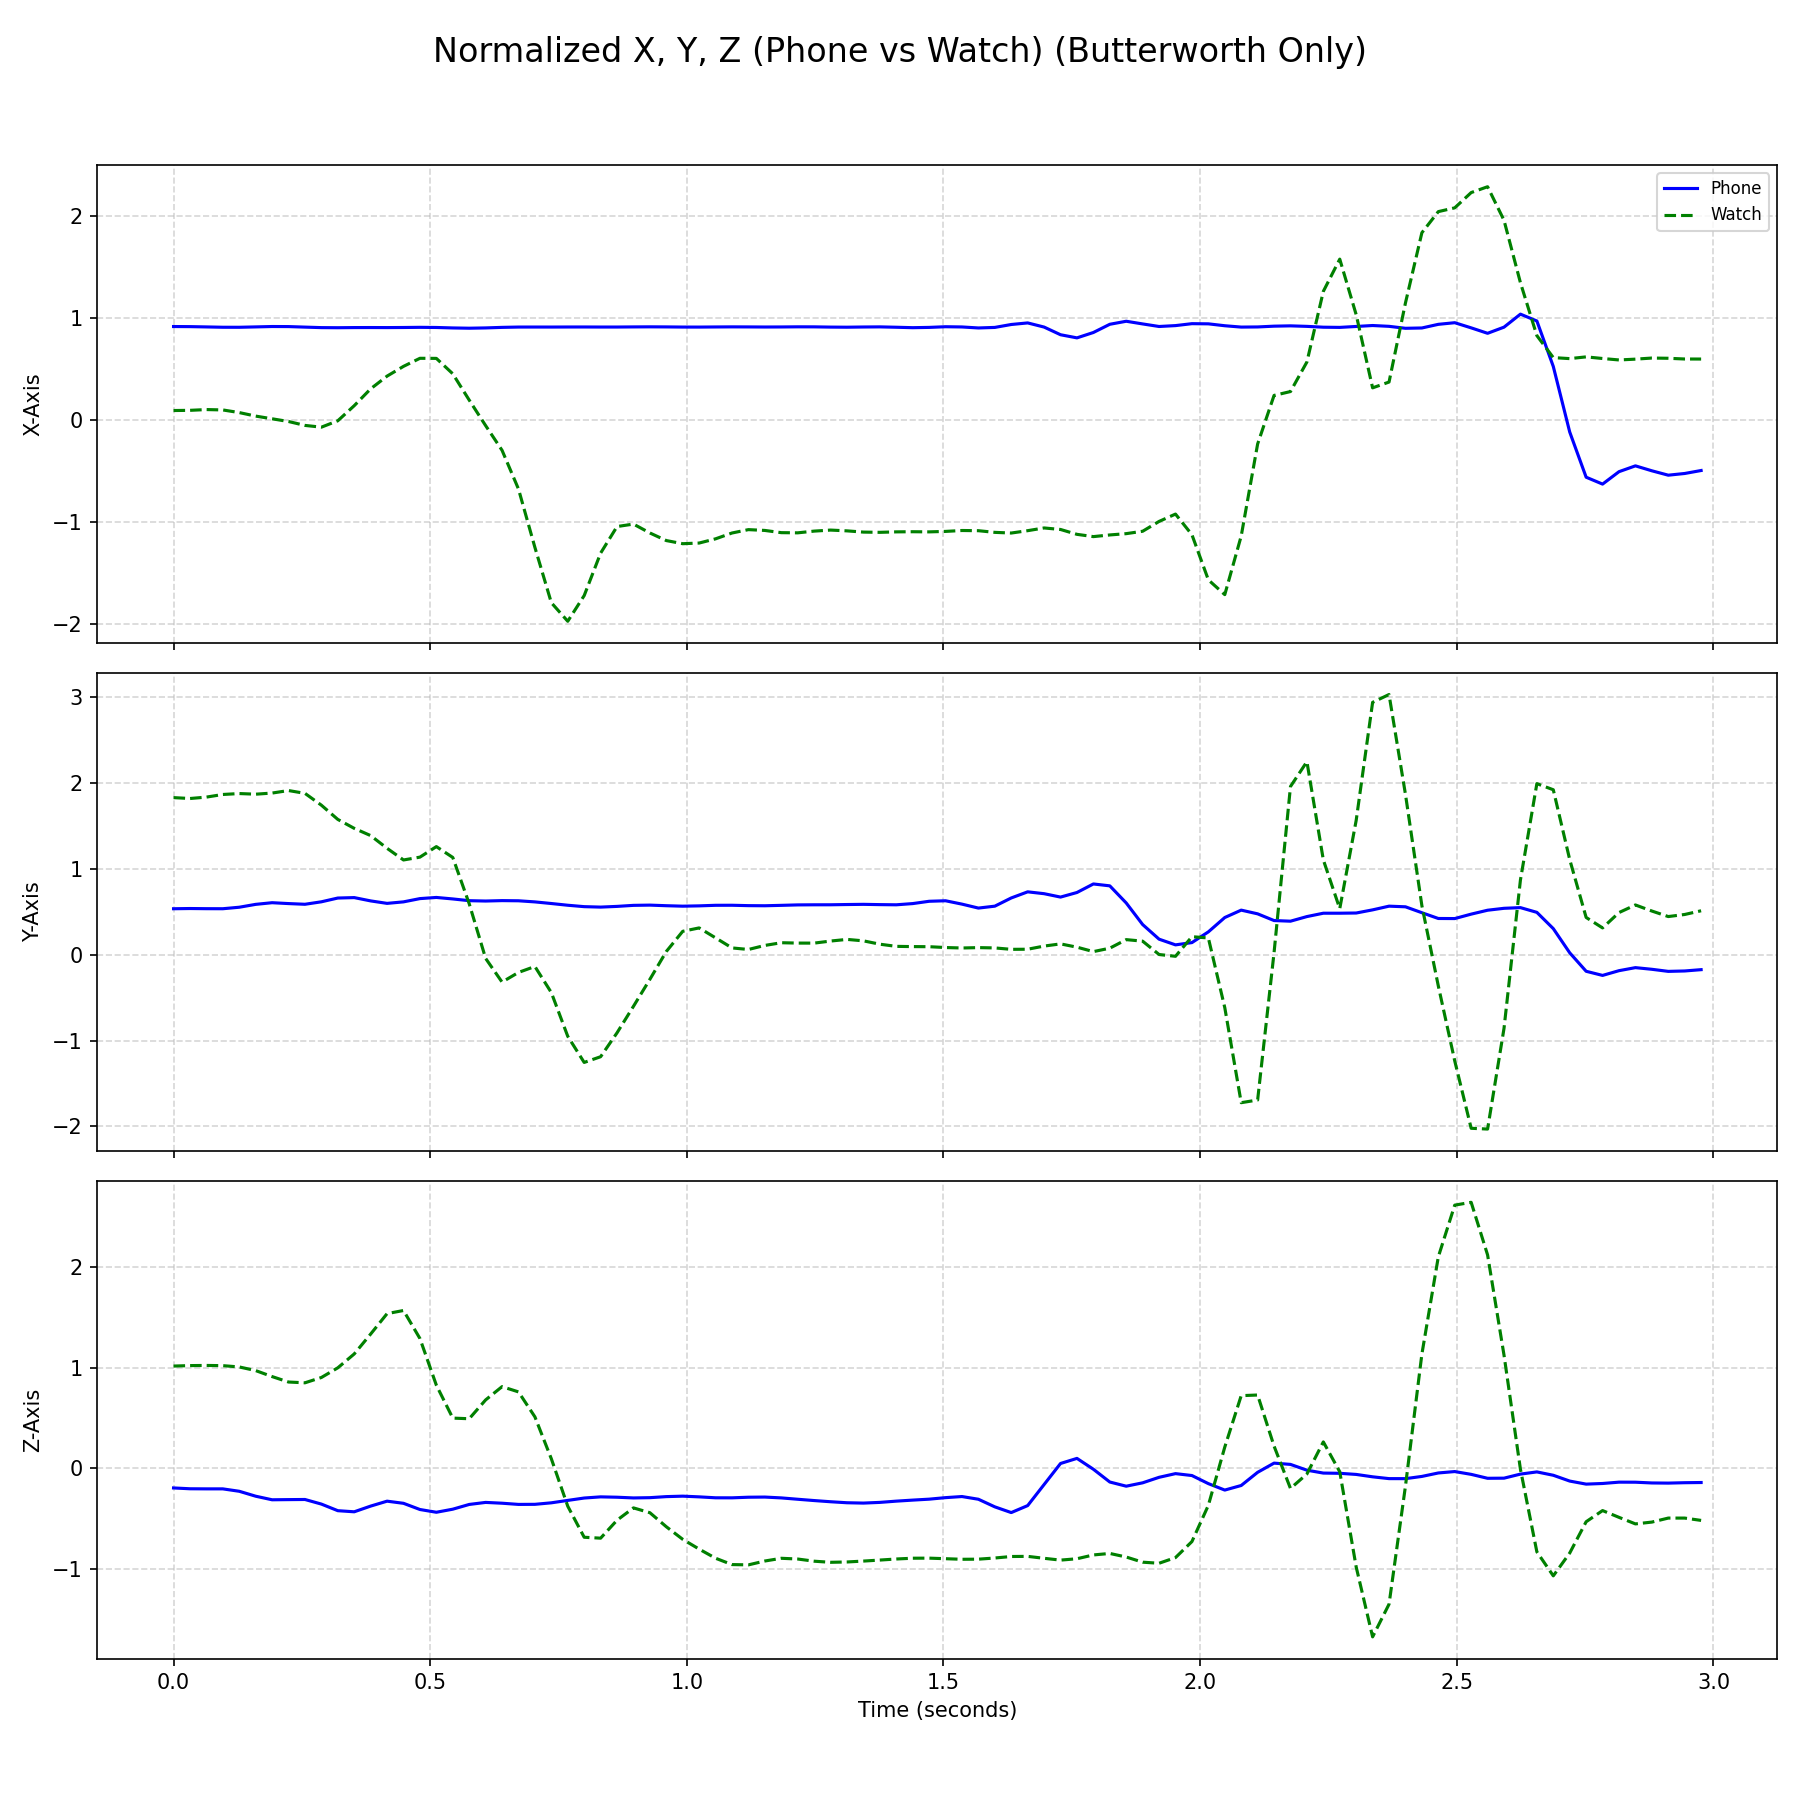 Normalized X, Y, Z (Phone vs Watch) (Butterworth Only)
Phone
Watch
2
1
0
−1
−2
X-Axis
3
2
1
0
−1
−2
Y-Axis
2
1
0
−1
Z-Axis
0.0 0.5 1.0 1.5 2.0 2.5 3.0
Time (seconds)